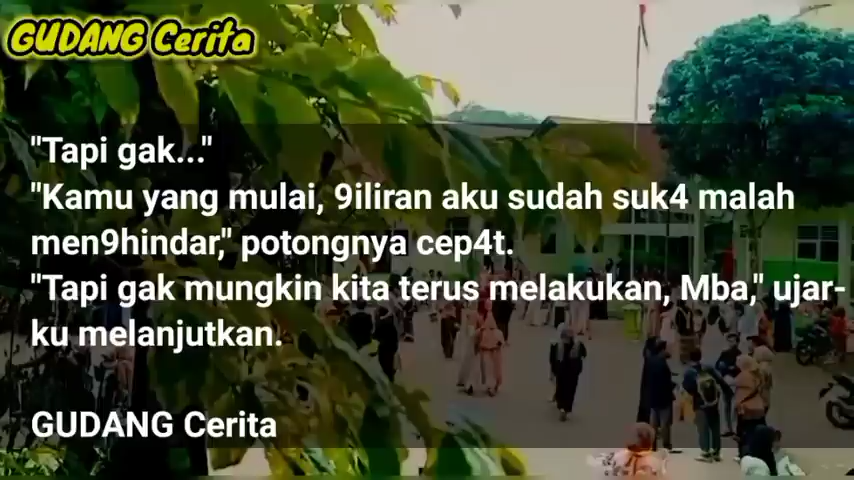 GUDANG Cerita
"Tapi gak..."
"Kamu yang mulai, 9iliran aku sudah suk4 malah
men9hindar," potongnya cep4t.
"Tapi gak mungkin kita terus melakukan, Mba," ujar-
ku melanjutkan.
GUDANG Cerita